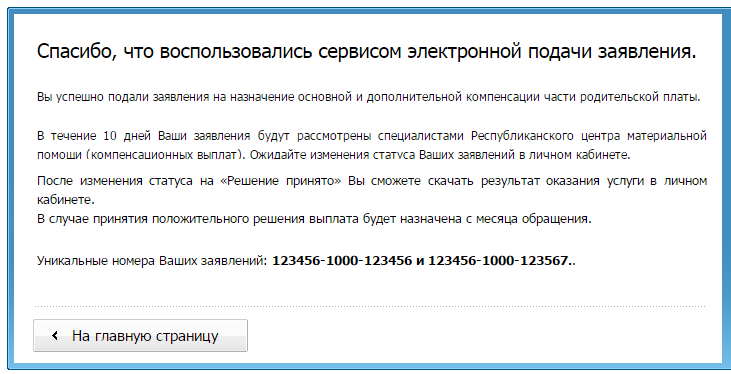 Спасибо, что воспользовались сервисом электронной подачи заявления.
Вы успешно подали заявления на назначение основной и дополнительной компенсации части родительской платы.
В течение 10 дней Ваши заявления будут рассмотрены специалистами Республиканского центра материальной
помощи (компенсационных выплат). Ожидайте изменения статуса Ваших заявлений в личном кабинете.
После изменения статуса на «Решение принято» Вы сможете скачать результат оказания услуги в личном
кабинете.
В случае принятия положительного решения выплата будет назначена с месяца обращения.
Уникальные номера Ваших заявлений: 123456-1000-123456 и 123456-1000-123567..
На главную страницу